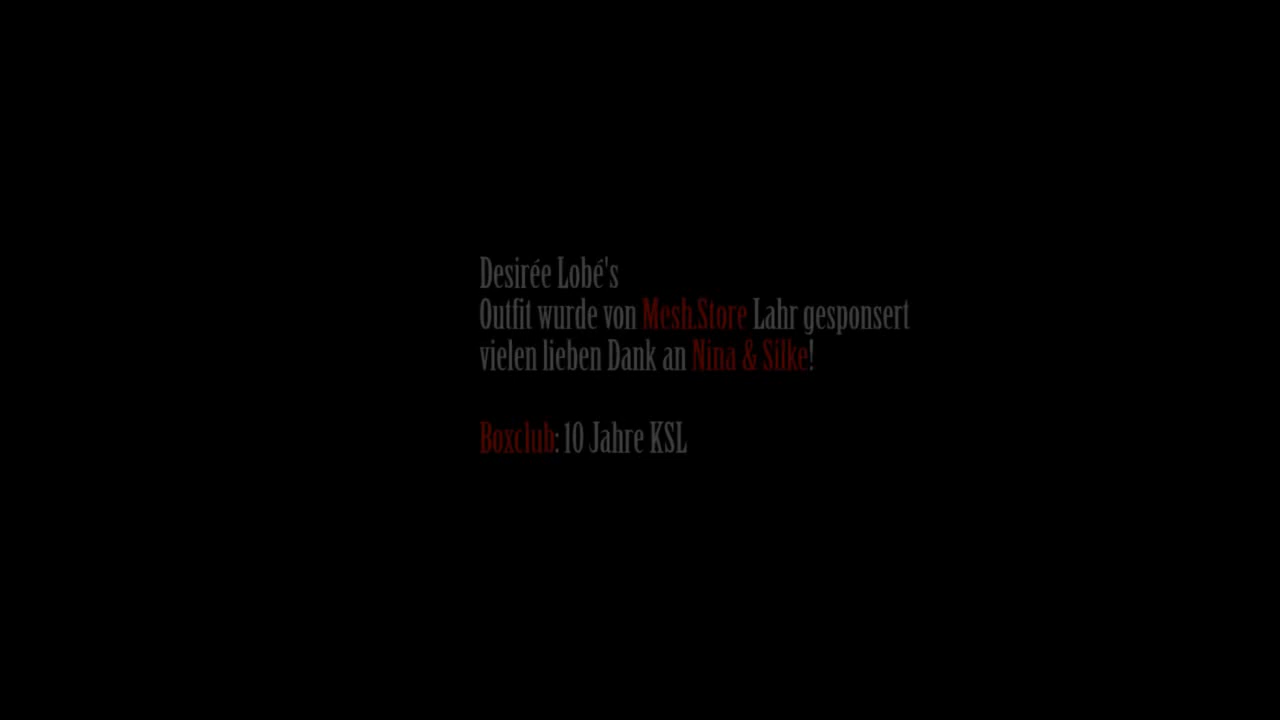 Desirée Lobé's
Outfit wurde von Mesh.Store Lahr gesponsert
vielen lieben Dank an Nina & Silke!
Boxclub: 10 Jahre KSL